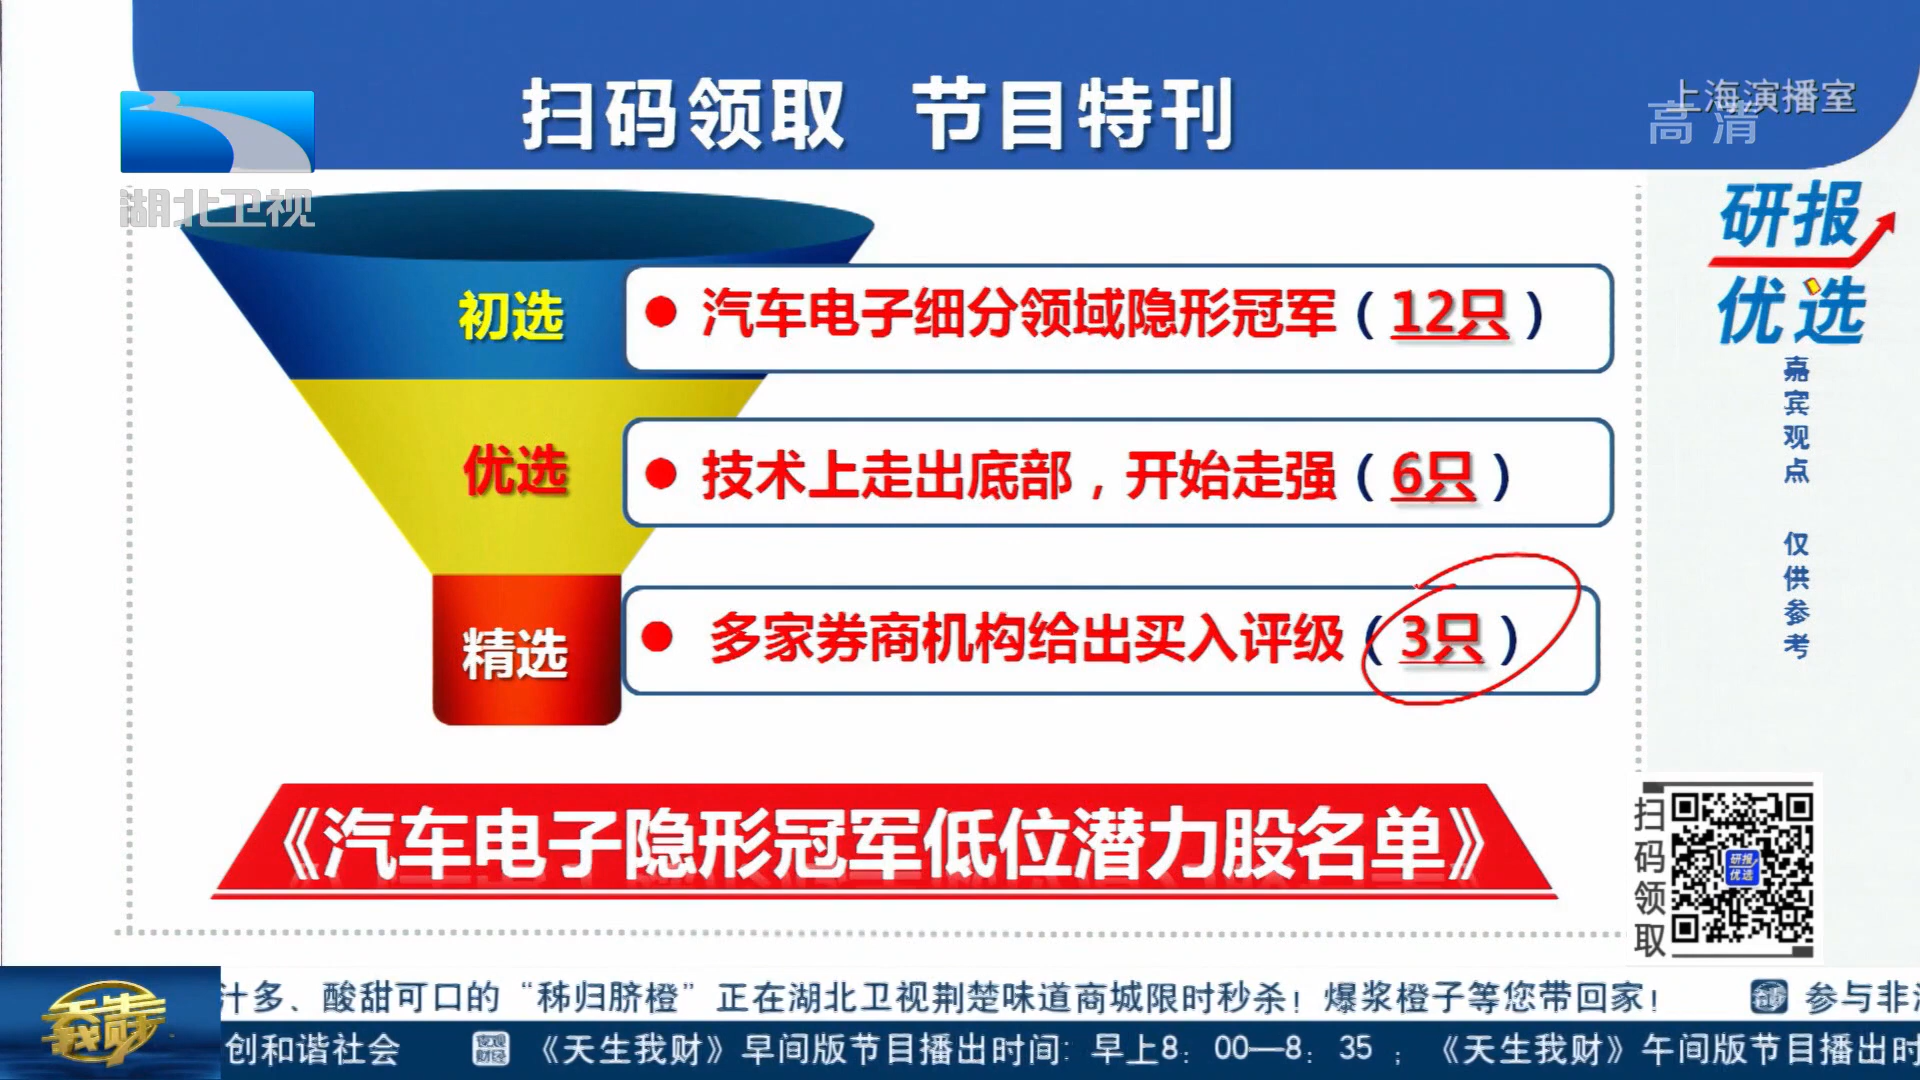 扫码领取 节目特刊
上海演播室
高清
湖北卫视
研报
优选
初选
● 汽车电子细分领域隐形冠军（12只）
优选
● 技术上走出底部，开始走强（6只）
精选
● 多家券商机构给出买入评级（3只）
嘉宾观点 仅供参考
《汽车电子隐形冠军低位潜力股名单》
扫码领取
研报
优选
天生我财
汁多、酸甜可口的“秭归脐橙”正在湖北卫视荆楚味道商城限时秒杀！爆浆橙子等您带回家！ 参与非
创和谐社会 《天生我财》早间版节目播出时间：早上8：00—8：35 ；《天生我财》午间版节目播出时